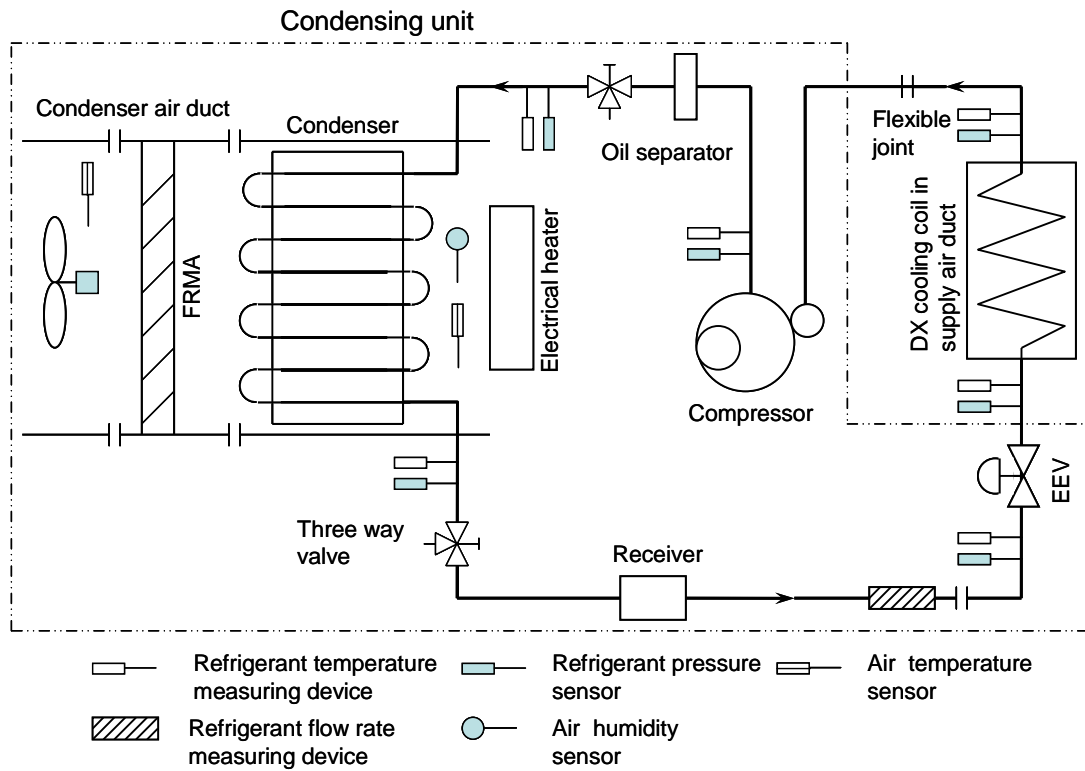 Condensing unit
Condenser air duct
Condenser
Oil separator
Flexible
joint
FRMA
Electrical heater
DX cooling coil in
supply air duct
Compressor
EEV
Three way
valve
Receiver
Refrigerant temperature
measuring device
Refrigerant pressure
sensor
Air temperature
sensor
Refrigerant flow rate
measuring device
Air humidity
sensor